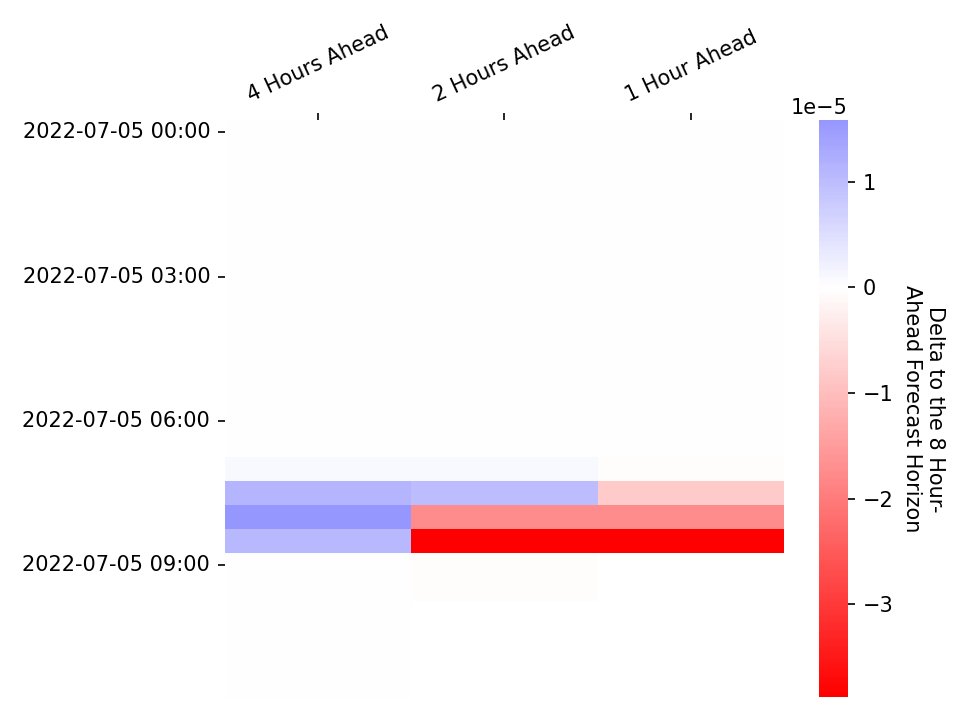 4 Hours Ahead
2 Hours Ahead
1 Hour Ahead
2022-07-05 00:00
2022-07-05 03:00
2022-07-05 06:00
2022-07-05 09:00
1e−5
1
0
−1
−2
−3
Delta to the 8 Hour-
Ahead Forecast Horizon